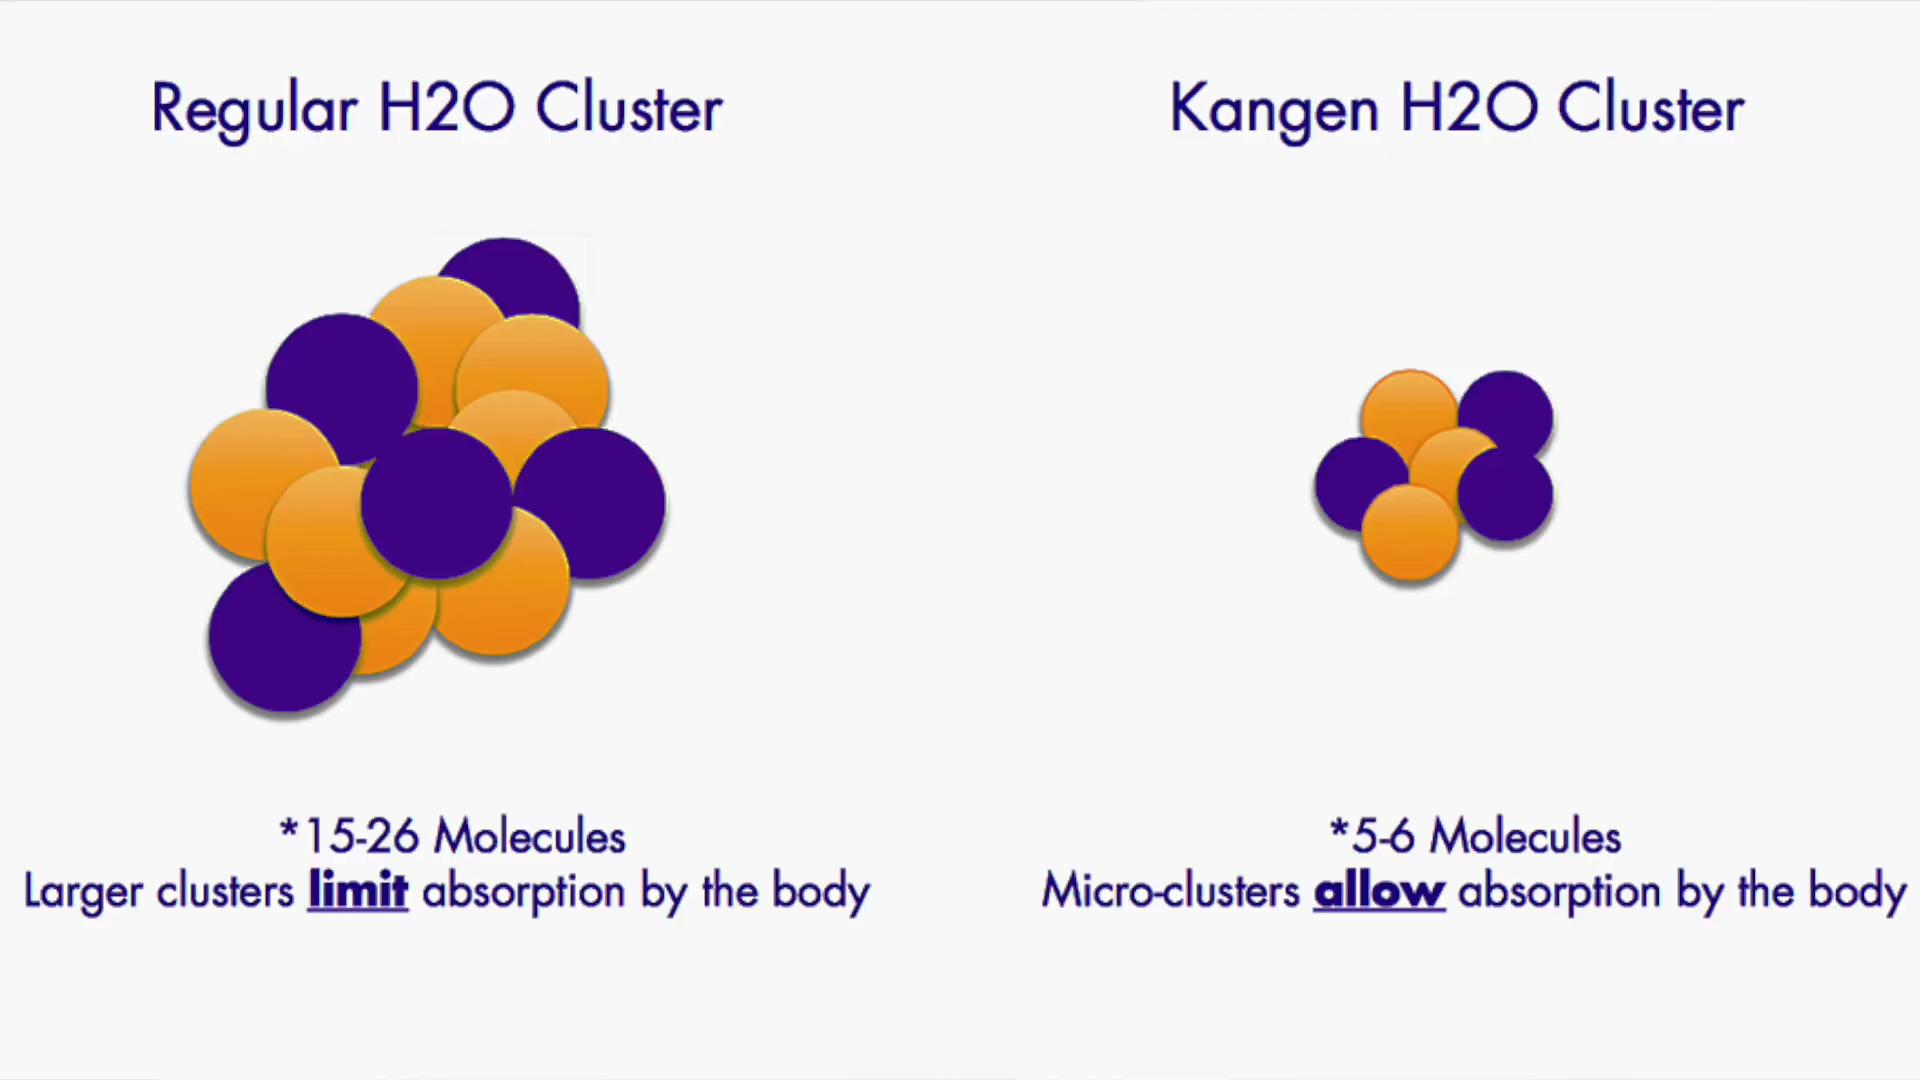 Regular H2O Cluster
Kangen H2O Cluster
*15-26 Molecules
Larger clusters limit absorption by the body
*5-6 Molecules
Micro-clusters allow absorption by the body